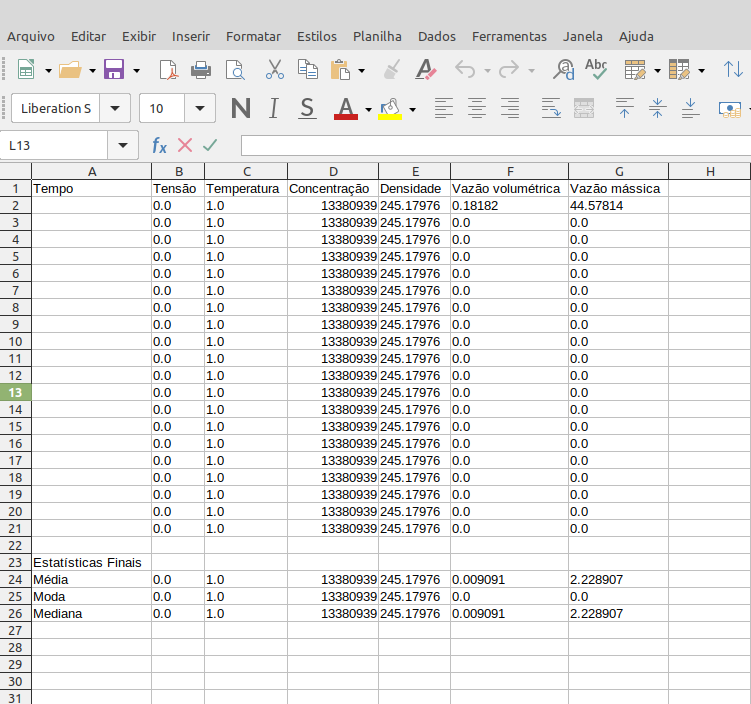 Arquivo Editar Exibir Inserir Formatar Estilos Planilha Dados Ferramentas Janela Ajuda
Abc
Liberation S 10 N I S A
L13 fx
A B C D E F G H
1 Tempo Tensão Temperatura Concentração Densidade Vazão volumétrica Vazão mássica
2 0.0 1.0 13380939 245.17976 0.18182 44.57814
3 0.0 1.0 13380939 245.17976 0.0 0.0
4 0.0 1.0 13380939 245.17976 0.0 0.0
5 0.0 1.0 13380939 245.17976 0.0 0.0
6 0.0 1.0 13380939 245.17976 0.0 0.0
7 0.0 1.0 13380939 245.17976 0.0 0.0
8 0.0 1.0 13380939 245.17976 0.0 0.0
9 0.0 1.0 13380939 245.17976 0.0 0.0
10 0.0 1.0 13380939 245.17976 0.0 0.0
11 0.0 1.0 13380939 245.17976 0.0 0.0
12 0.0 1.0 13380939 245.17976 0.0 0.0
13 0.0 1.0 13380939 245.17976 0.0 0.0
14 0.0 1.0 13380939 245.17976 0.0 0.0
15 0.0 1.0 13380939 245.17976 0.0 0.0
16 0.0 1.0 13380939 245.17976 0.0 0.0
17 0.0 1.0 13380939 245.17976 0.0 0.0
18 0.0 1.0 13380939 245.17976 0.0 0.0
19 0.0 1.0 13380939 245.17976 0.0 0.0
20 0.0 1.0 13380939 245.17976 0.0 0.0
21 0.0 1.0 13380939 245.17976 0.0 0.0
22
23 Estatísticas Finais
24 Média 0.0 1.0 13380939 245.17976 0.009091 2.228907
25 Moda 0.0 1.0 13380939 245.17976 0.0 0.0
26 Mediana 0.0 1.0 13380939 245.17976 0.009091 2.228907
27
28
29
30
31